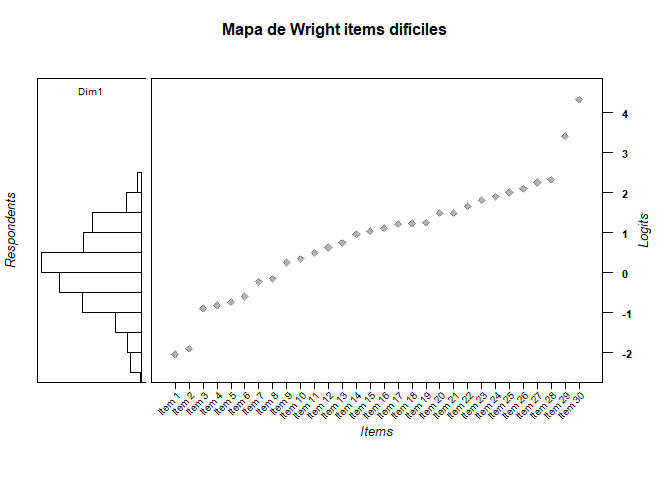 Mapa de Wright items difíciles
Dim1
Respondents
4
3
2
1
0
-1
-2
Logits
Item 1
Item 2
Item 3
Item 4
Item 5
Item 6
Item 7
Item 8
Item 9
Item 10
Item 11
Item 12
Item 13
Item 14
Item 15
Item 16
Item 17
Item 18
Item 19
Item 20
Item 21
Item 22
Item 23
Item 24
Item 25
Item 26
Item 27
Item 28
Item 29
Item 30
Items